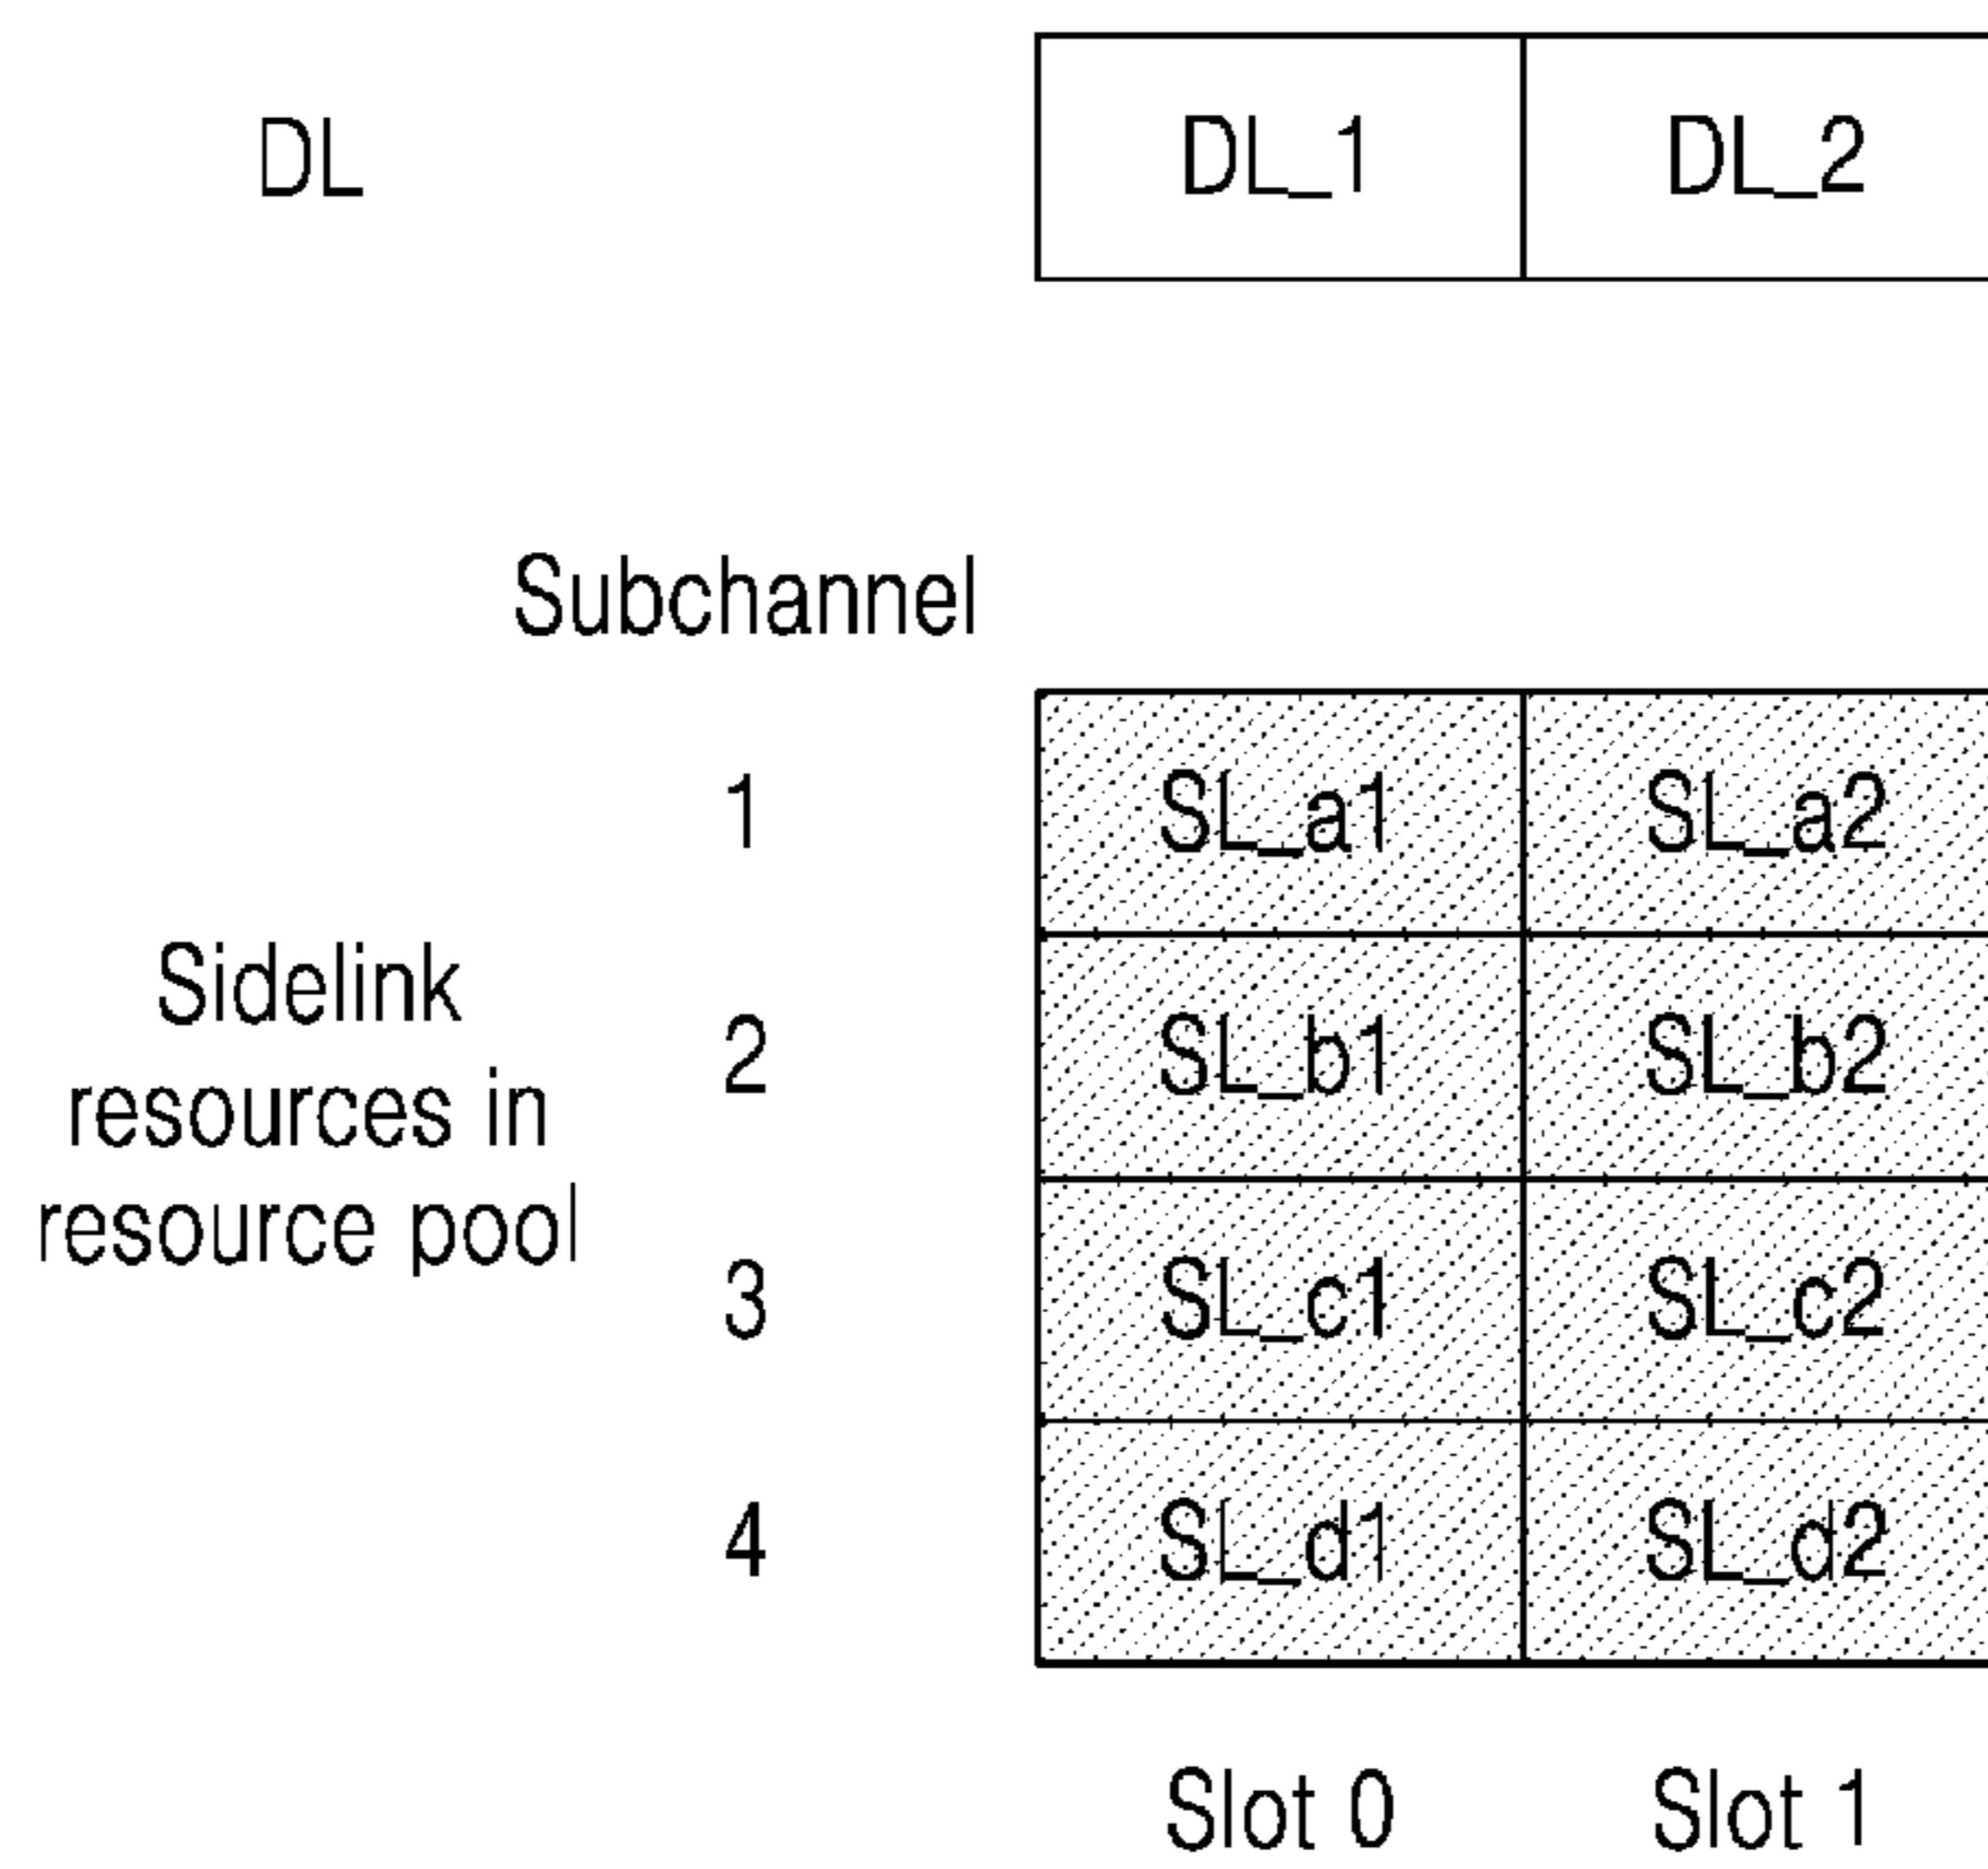 DL DL_1 DL_2
Subchannel
1 SL_a1 SL_a2
Sidelink
resources in
resource pool
2 SL_b1 SL_b2
3 SL_c1 SL_c2
4 SL_d1 SL_d2
Slot 0 Slot 1